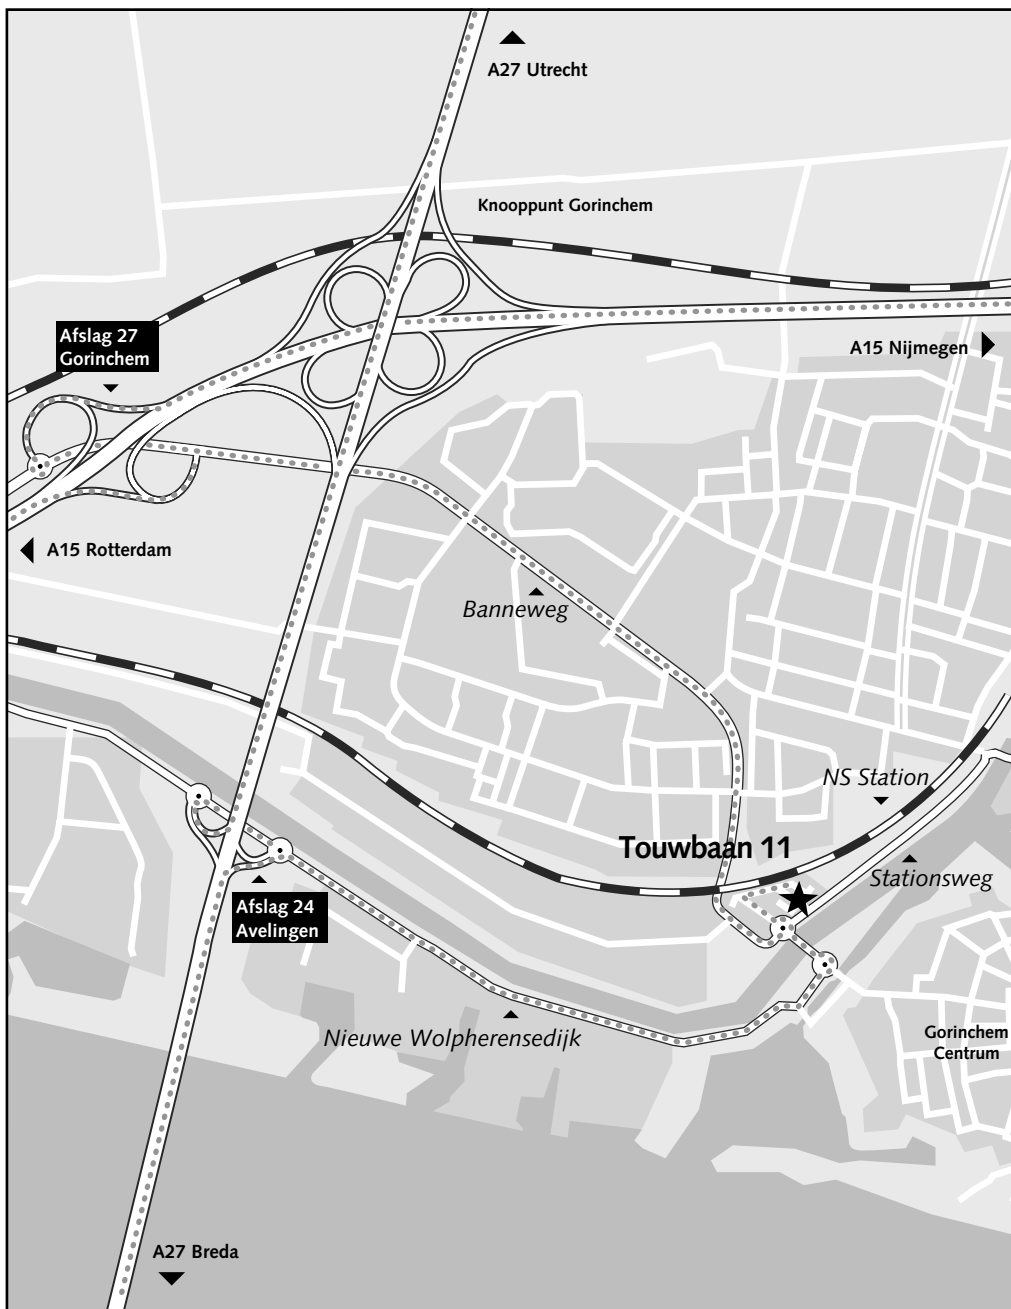 A27 Utrecht
Knooppunt Gorinchem
Afslag 27
Gorinchem
A15 Nijmegen
A15 Rotterdam
Banneweg
NS Station
Touwbaan 11
Stationsweg
Afslag 24
Avelingen
Nieuwe Wolpherensedijk
Gorinchem
Centrum
A27 Breda